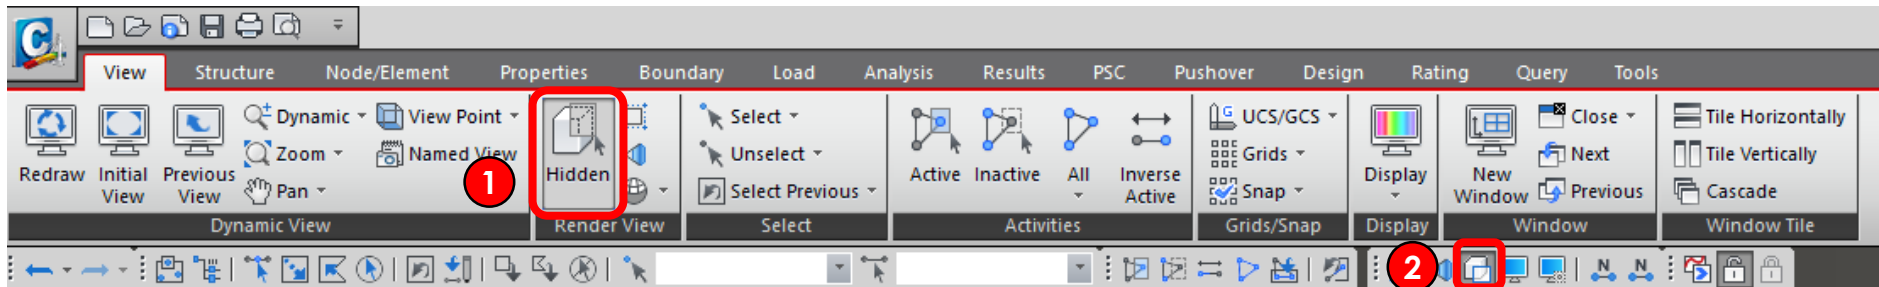 View Structure Node/Element Properties Boundary Load Analysis Results PSC Pushover Design Rating Query Tools
Dynamic View Point Select UCS/GCS Close Tile Horizontally
Zoom Named View Unselect Grids Next Tile Vertically
Redraw Initial View Previous View Pan 1 Hidden Select Previous Active Inactive All Inverse Active Snap Display New Window Previous Cascade
Dynamic View Render View Select Activities Grids/Snap Display Window Window Tile
2 N N